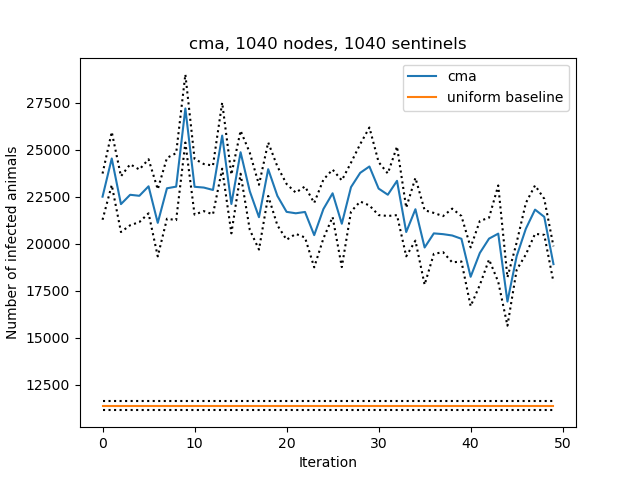 cma, 1040 nodes, 1040 sentinels
cma
uniform baseline
Number of infected animals
27500
25000
22500
20000
17500
15000
12500
0 10 20 30 40 50
Iteration